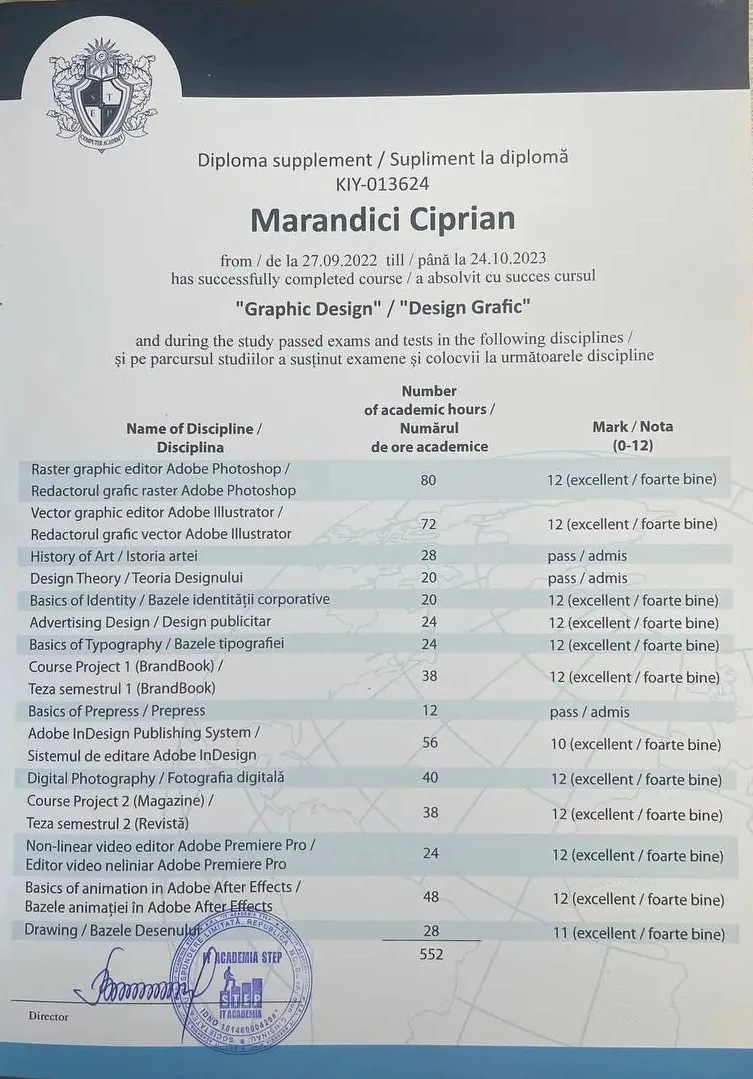 S T
E P
COMPUTER ACADEMY
Diploma supplement / Supliment la diplomă
KIY-013624
Marandici Ciprian
from / de la 27.09.2022 till / până la 24.10.2023
has successfully completed course / a absolvit cu succes cursul
"Graphic Design" / "Design Grafic"
and during the study passed exams and tests in the following disciplines /
și pe parcursul studiilor a susținut examene și colocvii la următoarele discipline
Name of Discipline /
Disciplina
Number
of academic hours /
Numărul
de ore academice
Mark / Nota
(0-12)
Raster graphic editor Adobe Photoshop /
Redactorul grafic raster Adobe Photoshop
80 12 (excellent / foarte bine)
Vector graphic editor Adobe Illustrator /
Redactorul grafic vector Adobe Illustrator
72 12 (excellent / foarte bine)
History of Art / Istoria artei 28 pass / admis
Design Theory / Teoria Designului 20 pass / admis
Basics of Identity / Bazele identității corporative 20 12 (excellent / foarte bine)
Advertising Design / Design publicitar 24 12 (excellent / foarte bine)
Basics of Typography / Bazele tipografiei 24 12 (excellent / foarte bine)
Course Project 1 (BrandBook) /
Teza semestrul 1 (BrandBook)
38 12 (excellent / foarte bine)
Basics of Prepress / Prepress 12 pass / admis
Adobe InDesign Publishing System /
Sistemul de editare Adobe InDesign
56 10 (excellent / foarte bine)
Digital Photography / Fotografia digitală 40 12 (excellent / foarte bine)
Course Project 2 (Magazine) /
Teza semestrul 2 (Revistă)
38 12 (excellent / foarte bine)
Non-linear video editor Adobe Premiere Pro /
Editor video neliniar Adobe Premiere Pro
24 12 (excellent / foarte bine)
Basics of animation in Adobe After Effects /
Bazele animației în Adobe After Effects
48 12 (excellent / foarte bine)
Drawing / Bazele Desenului 28 11 (excellent / foarte bine)
552
IT ACADEMIA STEP
STEP
IT ACADEMIA
Director